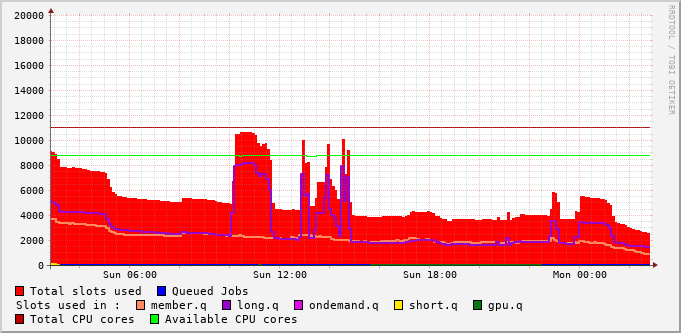 RRDTOOL / TOBI OETIKER
20000
18000
16000
14000
12000
10000
8000
6000
4000
2000
0
Sun 06:00 Sun 12:00 Sun 18:00 Mon 00:00
Total slots used Queued Jobs
Slots used in : member.q long.q ondemand.q short.q gpu.q
Total CPU cores Available CPU cores